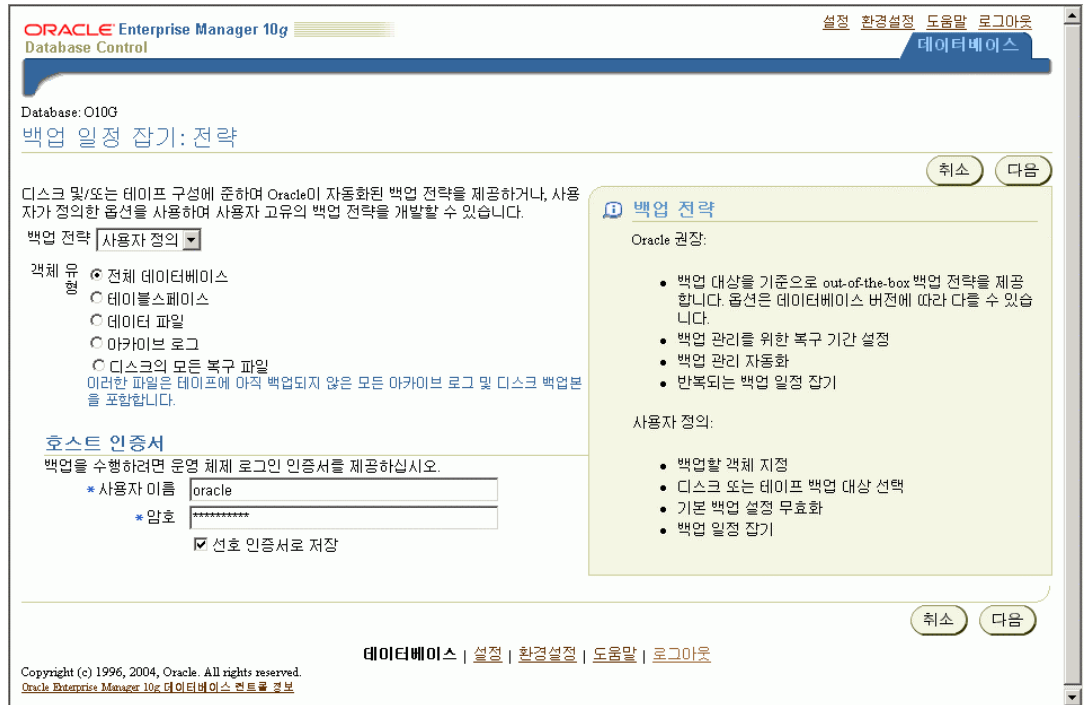 ORACLE Enterprise Manager 10g
Database Control
설정 환경설정 도움말 로그아웃
데이터베이스
Database: O10G
백업 일정 잡기: 전략
취소 다음
디스크 및/또는 테이프 구성에 준하여 Oracle이 자동화된 백업 전략을 제공하거나, 사용
자가 정의한 옵션을 사용하여 사용자 고유의 백업 전략을 개발할 수 있습니다.
백업 전략 사용자 정의
객체 유
형
전체 데이터베이스
테이블스페이스
데이터 파일
아카이브 로그
디스크의 모든 복구 파일
이러한 파일은 테이프에 아직 백업되지 않은 모든 아카이브 로그 및 디스크 백업본
을 포함합니다.
호스트 인증서
백업을 수행하려면 운영 체제 로그인 인증서를 제공하십시오.
* 사용자 이름 oracle
* 암호 **********
선호 인증서로 저장
백업 전략
Oracle 권장:
• 백업 대상을 기준으로 out-of-the-box 백업 전략을 제공
합니다. 옵션은 데이터베이스 버전에 따라 다를 수 있습
니다.
• 백업 관리를 위한 복구 기간 설정
• 백업 관리 자동화
• 반복되는 백업 일정 잡기
사용자 정의:
• 백업할 객체 지정
• 디스크 또는 테이프 백업 대상 선택
• 기본 백업 설정 무효화
• 백업 일정 잡기
취소 다음
데이터베이스 | 설정 | 환경설정 | 도움말 | 로그아웃
Copyright (c) 1996, 2004, Oracle. All rights reserved.
Oracle Enterprise Manager 10g 데이터베이스 컨트롤 정보